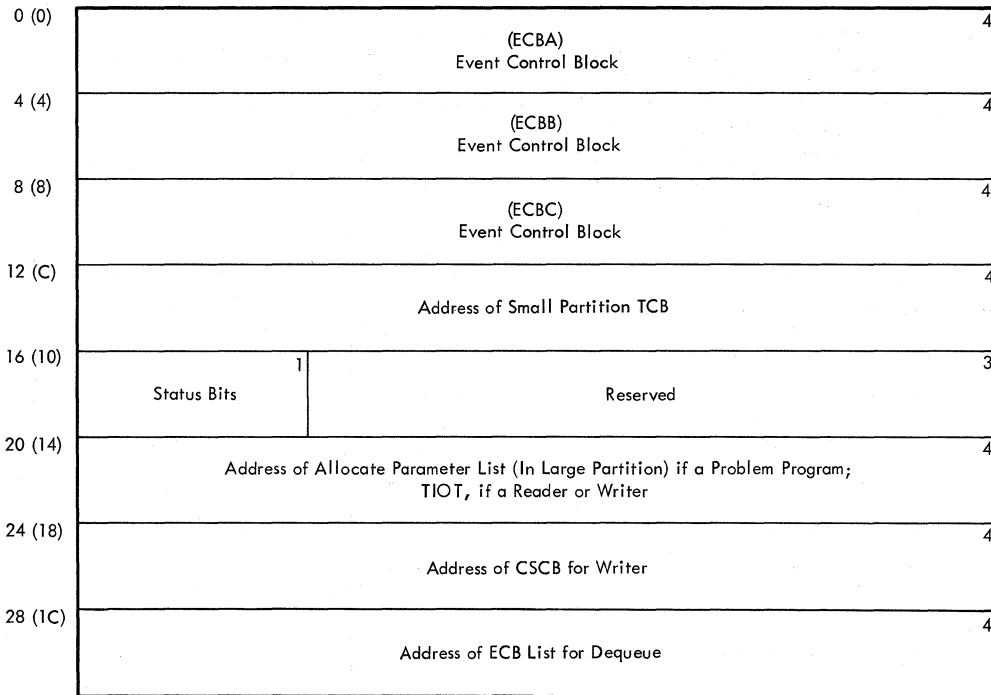 0 (0)
4
(ECBA)
Event Control Block
4 (4)
4
(ECBB)
Event Control Block
8 (8)
4
(ECBC)
Event Control Block
12 (C)
4
Address of Small Partition TCB
16 (10)
1
3
Status Bits
Reserved
20 (14)
4
Address of Allocate Parameter List (In Large Partition) if a Problem Program;
TIOT, if a Reader or Writer
24 (18)
4
Address of CSCB for Writer
28 (1C)
4
Address of ECB List for Dequeue